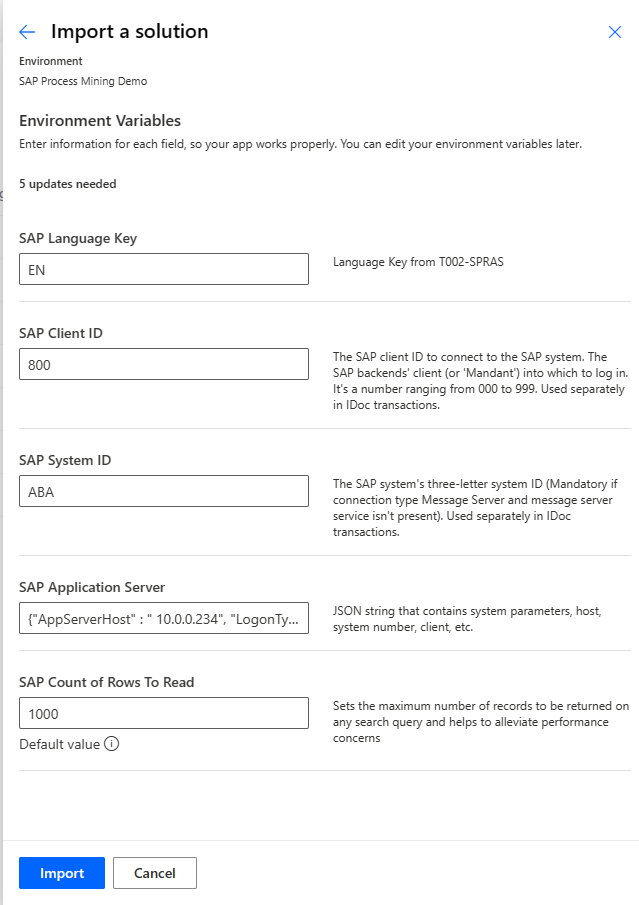 Import a solution
Environment
SAP Process Mining Demo
Environment Variables
Enter information for each field, so your app works properly. You can edit your environment variables later.
5 updates needed
SAP Language Key
EN
Language Key from T002-SPRAS
SAP Client ID
800
The SAP client ID to connect to the SAP system. The
SAP backends' client (or 'Mandant') into which to log in.
It's a number ranging from 000 to 999. Used separately
in IDoc transactions.
SAP System ID
ABA
The SAP system's three-letter system ID (Mandatory if
connection type Message Server and message server
service isn't present). Used separately in IDoc
transactions.
SAP Application Server
{"AppServerHost" : " 10.0.0.234", "LogonTy...
JSON string that contains system parameters, host,
system number, client, etc.
SAP Count of Rows To Read
1000
Sets the maximum number of records to be returned on
any search query and helps to alleviate performance
concerns
Default value
Import
Cancel